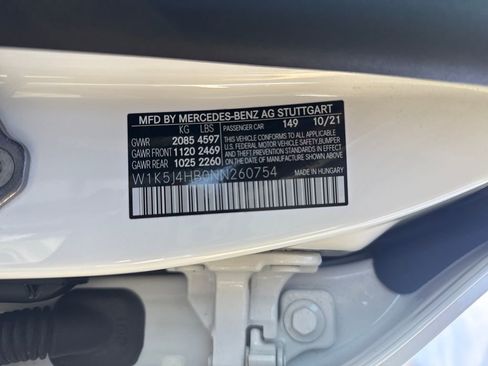 MFD BY MERCEDES-BENZ AG STUTTGART
KG LBS PASSENGER CAR 149 10/21
GVWR 2085 4597 THIS VEHICLE CONFORMS TO ALL APPLICABLE
GAWR FRONT 1120 2469 U.S. FEDERAL MOTOR VEHICLE SAFETY, BUMPER
GAWR REAR 1025 2260 AND THEFT PREVENTION STANDARDS IN EFFECT ON THE DATE OF MANUFACTURE SHOWN ABOVE.
W1K5J4HB0NN260754 MADE IN HUNGARY